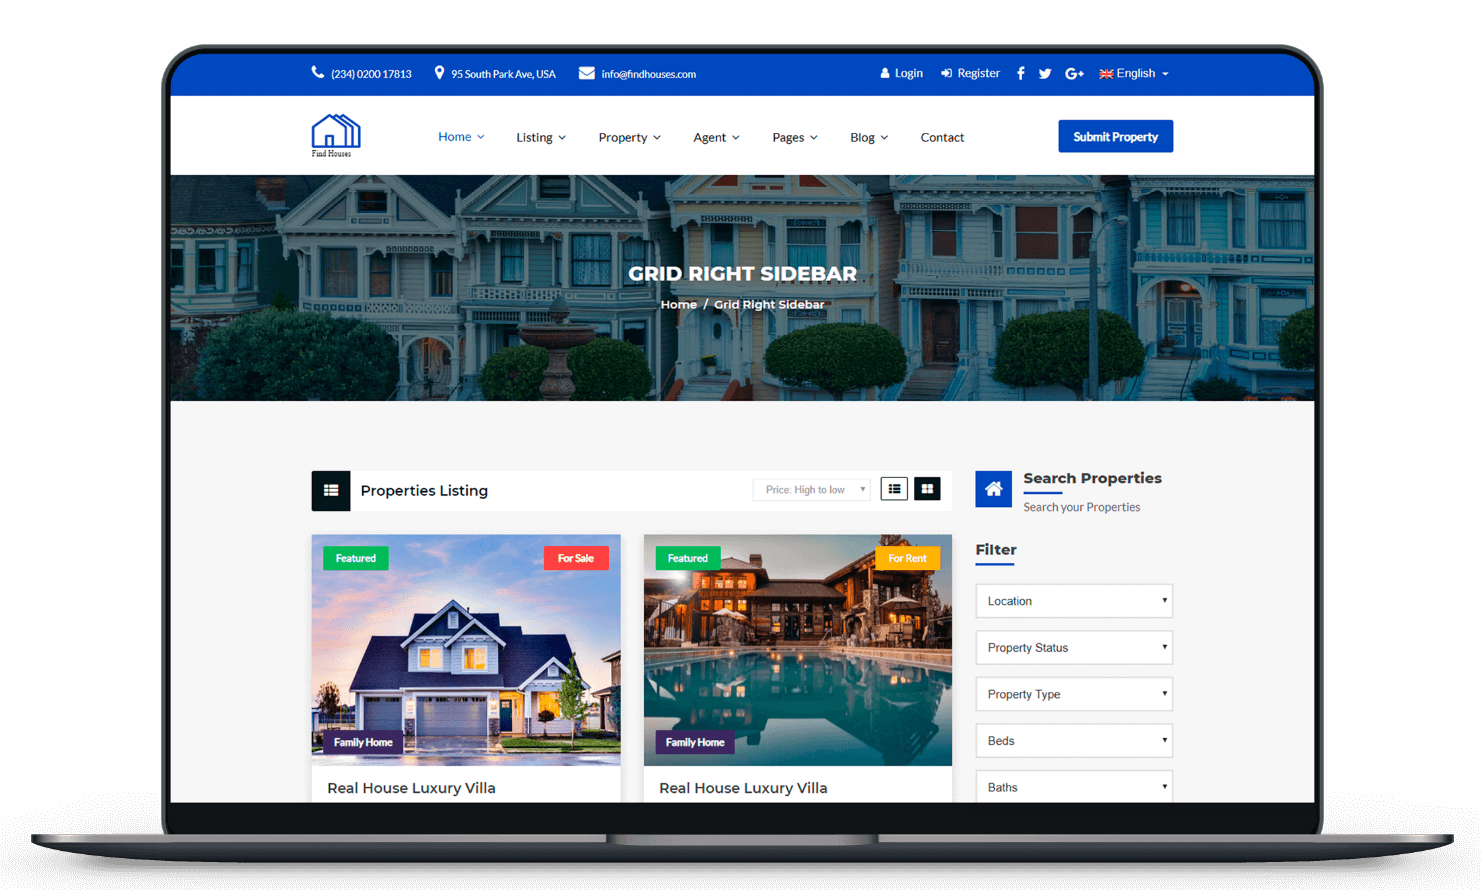 (234) 0200 17813 95 South Park Ave, USA info@findhouses.com Login Register English
Find Houses
Home Listing Property Agent Pages Blog Contact Submit Property
GRID RIGHT SIDEBAR
Home / Grid Right Sidebar
Properties Listing Price: High to low
Search Properties
Search your Properties
Featured For Sale
Featured For Rent
Family Home
Family Home
Real House Luxury Villa
Real House Luxury Villa
Filter
Location
Property Status
Property Type
Beds
Baths